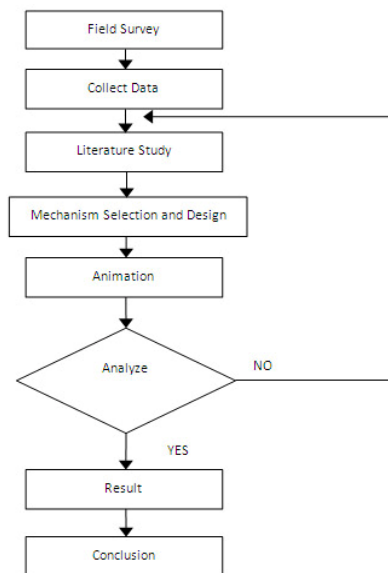 Field Survey
Collect Data
Literature Study
Mechanism Selection and Design
Animation
Analyze
NO
YES
Result
Conclusion